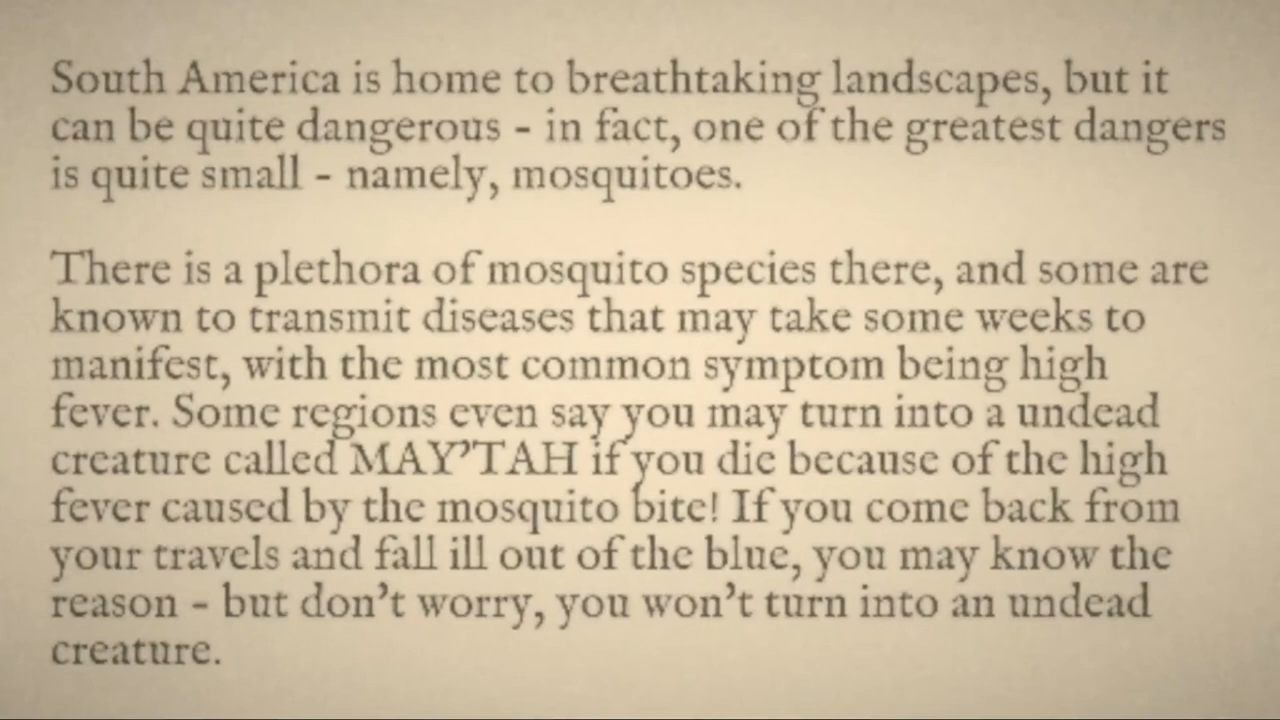 South America is home to breathtaking landscapes, but it
can be quite dangerous - in fact, one of the greatest dangers
is quite small - namely, mosquitoes.
There is a plethora of mosquito species there, and some are
known to transmit diseases that may take some weeks to
manifest, with the most common symptom being high
fever. Some regions even say you may turn into a undead
creature called MAY'TAH if you die because of the high
fever caused by the mosquito bite! If you come back from
your travels and fall ill out of the blue, you may know the
reason - but don't worry, you won't turn into an undead
creature.